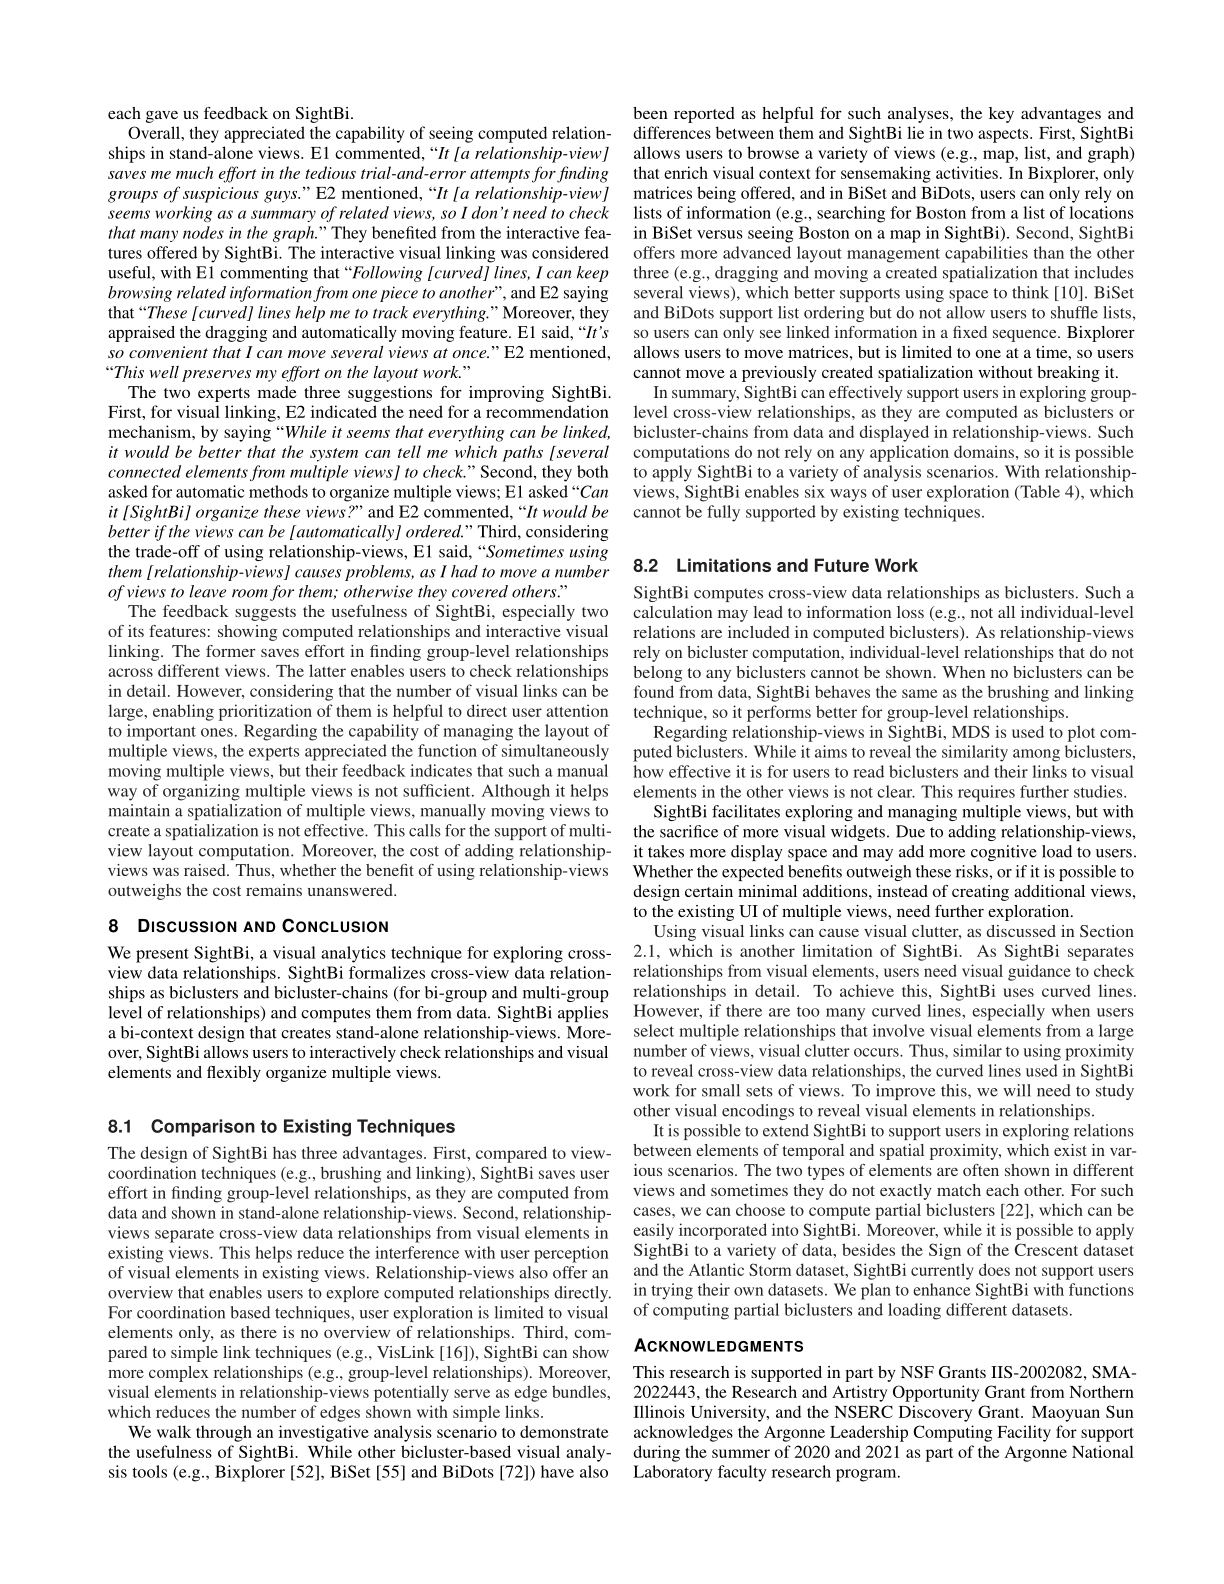 each gave us feedback on SightBi.
Overall, they appreciated the capability of seeing computed relation-
ships in stand-alone views. E1 commented, “It [a relationship-view]
saves me much effort in the tedious trial-and-error attempts for finding
groups of suspicious guys.” E2 mentioned, “It [a relationship-view]
seems working as a summary of related views, so I don’t need to check
that many nodes in the graph.” They benefited from the interactive fea-
tures offered by SightBi. The interactive visual linking was considered
useful, with E1 commenting that “Following [curved] lines, I can keep
browsing related information from one piece to another”, and E2 saying
that “These [curved] lines help me to track everything.” Moreover, they
appraised the dragging and automatically moving feature. E1 said, “It’s
so convenient that I can move several views at once.” E2 mentioned,
“This well preserves my effort on the layout work.”
The two experts made three suggestions for improving SightBi.
First, for visual linking, E2 indicated the need for a recommendation
mechanism, by saying “While it seems that everything can be linked,
it would be better that the system can tell me which paths [several
connected elements from multiple views] to check.” Second, they both
asked for automatic methods to organize multiple views; E1 asked “Can
it [SightBi] organize these views?” and E2 commented, “It would be
better if the views can be [automatically] ordered.” Third, considering
the trade-off of using relationship-views, E1 said, “Sometimes using
them [relationship-views] causes problems, as I had to move a number
of views to leave room for them; otherwise they covered others.”
The feedback suggests the usefulness of SightBi, especially two
of its features: showing computed relationships and interactive visual
linking. The former saves effort in finding group-level relationships
across different views. The latter enables users to check relationships
in detail. However, considering that the number of visual links can be
large, enabling prioritization of them is helpful to direct user attention
to important ones. Regarding the capability of managing the layout of
multiple views, the experts appreciated the function of simultaneously
moving multiple views, but their feedback indicates that such a manual
way of organizing multiple views is not sufficient. Although it helps
maintain a spatialization of multiple views, manually moving views to
create a spatialization is not effective. This calls for the support of multi-
view layout computation. Moreover, the cost of adding relationship-
views was raised. Thus, whether the benefit of using relationship-views
outweighs the cost remains unanswered.
8 DISCUSSION AND CONCLUSION
We present SightBi, a visual analytics technique for exploring cross-
view data relationships. SightBi formalizes cross-view data relation-
ships as biclusters and bicluster-chains (for bi-group and multi-group
level of relationships) and computes them from data. SightBi applies
a bi-context design that creates stand-alone relationship-views. More-
over, SightBi allows users to interactively check relationships and visual
elements and flexibly organize multiple views.
8.1 Comparison to Existing Techniques
The design of SightBi has three advantages. First, compared to view-
coordination techniques (e.g., brushing and linking), SightBi saves user
effort in finding group-level relationships, as they are computed from
data and shown in stand-alone relationship-views. Second, relationship-
views separate cross-view data relationships from visual elements in
existing views. This helps reduce the interference with user perception
of visual elements in existing views. Relationship-views also offer an
overview that enables users to explore computed relationships directly.
For coordination based techniques, user exploration is limited to visual
elements only, as there is no overview of relationships. Third, com-
pared to simple link techniques (e.g., VisLink [16]), SightBi can show
more complex relationships (e.g., group-level relationships). Moreover,
visual elements in relationship-views potentially serve as edge bundles,
which reduces the number of edges shown with simple links.
We walk through an investigative analysis scenario to demonstrate
the usefulness of SightBi. While other bicluster-based visual analy-
sis tools (e.g., Bixplorer [52], BiSet [55] and BiDots [72]) have also
been reported as helpful for such analyses, the key advantages and
differences between them and SightBi lie in two aspects. First, SightBi
allows users to browse a variety of views (e.g., map, list, and graph)
that enrich visual context for sensemaking activities. In Bixplorer, only
matrices being offered, and in BiSet and BiDots, users can only rely on
lists of information (e.g., searching for Boston from a list of locations
in BiSet versus seeing Boston on a map in SightBi). Second, SightBi
offers more advanced layout management capabilities than the other
three (e.g., dragging and moving a created spatialization that includes
several views), which better supports using space to think [10]. BiSet
and BiDots support list ordering but do not allow users to shuffle lists,
so users can only see linked information in a fixed sequence. Bixplorer
allows users to move matrices, but is limited to one at a time, so users
cannot move a previously created spatialization without breaking it.
In summary, SightBi can effectively support users in exploring group-
level cross-view relationships, as they are computed as biclusters or
bicluster-chains from data and displayed in relationship-views. Such
computations do not rely on any application domains, so it is possible
to apply SightBi to a variety of analysis scenarios. With relationship-
views, SightBi enables six ways of user exploration (Table 4), which
cannot be fully supported by existing techniques.
8.2 Limitations and Future Work
SightBi computes cross-view data relationships as biclusters. Such a
calculation may lead to information loss (e.g., not all individual-level
relations are included in computed biclusters). As relationship-views
rely on bicluster computation, individual-level relationships that do not
belong to any biclusters cannot be shown. When no biclusters can be
found from data, SightBi behaves the same as the brushing and linking
technique, so it performs better for group-level relationships.
Regarding relationship-views in SightBi, MDS is used to plot com-
puted biclusters. While it aims to reveal the similarity among biclusters,
how effective it is for users to read biclusters and their links to visual
elements in the other views is not clear. This requires further studies.
SightBi facilitates exploring and managing multiple views, but with
the sacrifice of more visual widgets. Due to adding relationship-views,
it takes more display space and may add more cognitive load to users.
Whether the expected benefits outweigh these risks, or if it is possible to
design certain minimal additions, instead of creating additional views,
to the existing UI of multiple views, need further exploration.
Using visual links can cause visual clutter, as discussed in Section
2.1, which is another limitation of SightBi. As SightBi separates
relationships from visual elements, users need visual guidance to check
relationships in detail. To achieve this, SightBi uses curved lines.
However, if there are too many curved lines, especially when users
select multiple relationships that involve visual elements from a large
number of views, visual clutter occurs. Thus, similar to using proximity
to reveal cross-view data relationships, the curved lines used in SightBi
work for small sets of views. To improve this, we will need to study
other visual encodings to reveal visual elements in relationships.
It is possible to extend SightBi to support users in exploring relations
between elements of temporal and spatial proximity, which exist in var-
ious scenarios. The two types of elements are often shown in different
views and sometimes they do not exactly match each other. For such
cases, we can choose to compute partial biclusters [22], which can be
easily incorporated into SightBi. Moreover, while it is possible to apply
SightBi to a variety of data, besides the Sign of the Crescent dataset
and the Atlantic Storm dataset, SightBi currently does not support users
in trying their own datasets. We plan to enhance SightBi with functions
of computing partial biclusters and loading different datasets.
ACKNOWLEDGMENTS
This research is supported in part by NSF Grants IIS-2002082, SMA-
2022443, the Research and Artistry Opportunity Grant from Northern
Illinois University, and the NSERC Discovery Grant. Maoyuan Sun
acknowledges the Argonne Leadership Computing Facility for support
during the summer of 2020 and 2021 as part of the Argonne National
Laboratory faculty research program.